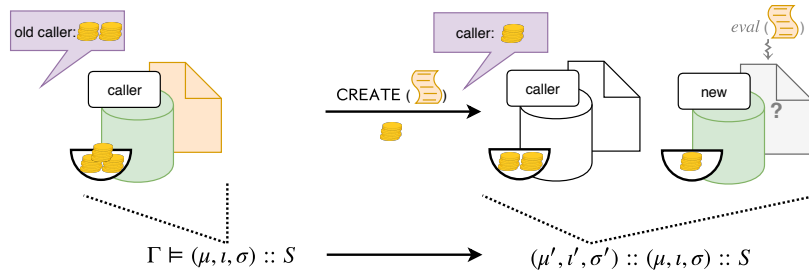 old caller:
caller:
eval ( )
caller
CREATE ( )
caller
new
?
Γ ⊨ (μ, ι, σ) :: S
(μ′, ι′, σ′) :: (μ, ι, σ) :: S